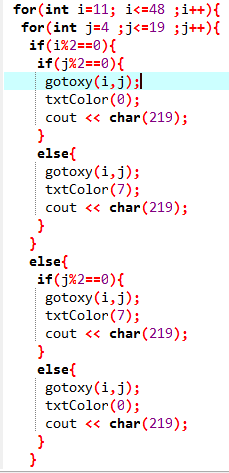 for(int i=11; i<=48 ;i++){
for(int j=4 ;j<=19 ;j++){
if(i%2==0){
if(j%2==0){
gotoxy(i,j);
txtColor(0);
cout << char(219);
}
else{
gotoxy(i,j);
txtColor(7);
cout << char(219);
}
}
else{
if(j%2==0){
gotoxy(i,j);
txtColor(7);
cout << char(219);
}
else{
gotoxy(i,j);
txtColor(0);
cout << char(219);
}
}